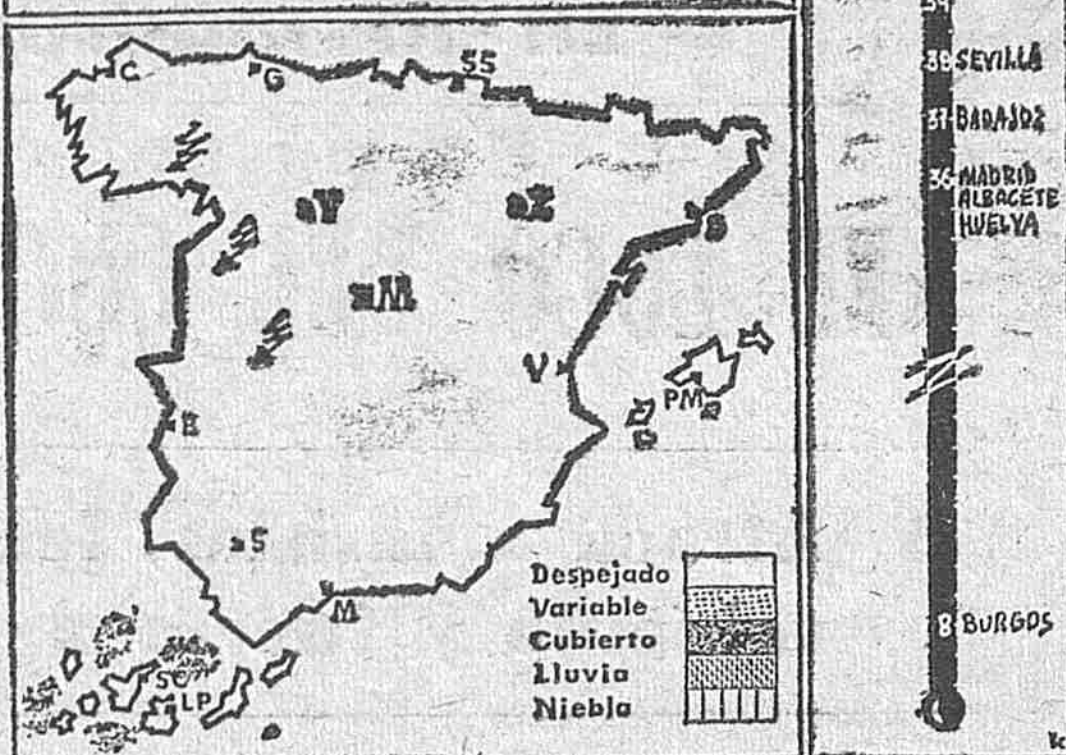 C
G
SS
V
Z
B
M
V
PM
B
S
M
SC
LP
Despejado
Variable
Cubierto
Lluvia
Niebla
39
38 SEVILLA
37 BADAJOZ
36 MADRID
ALBACETE
HUELVA
8 BURGOS